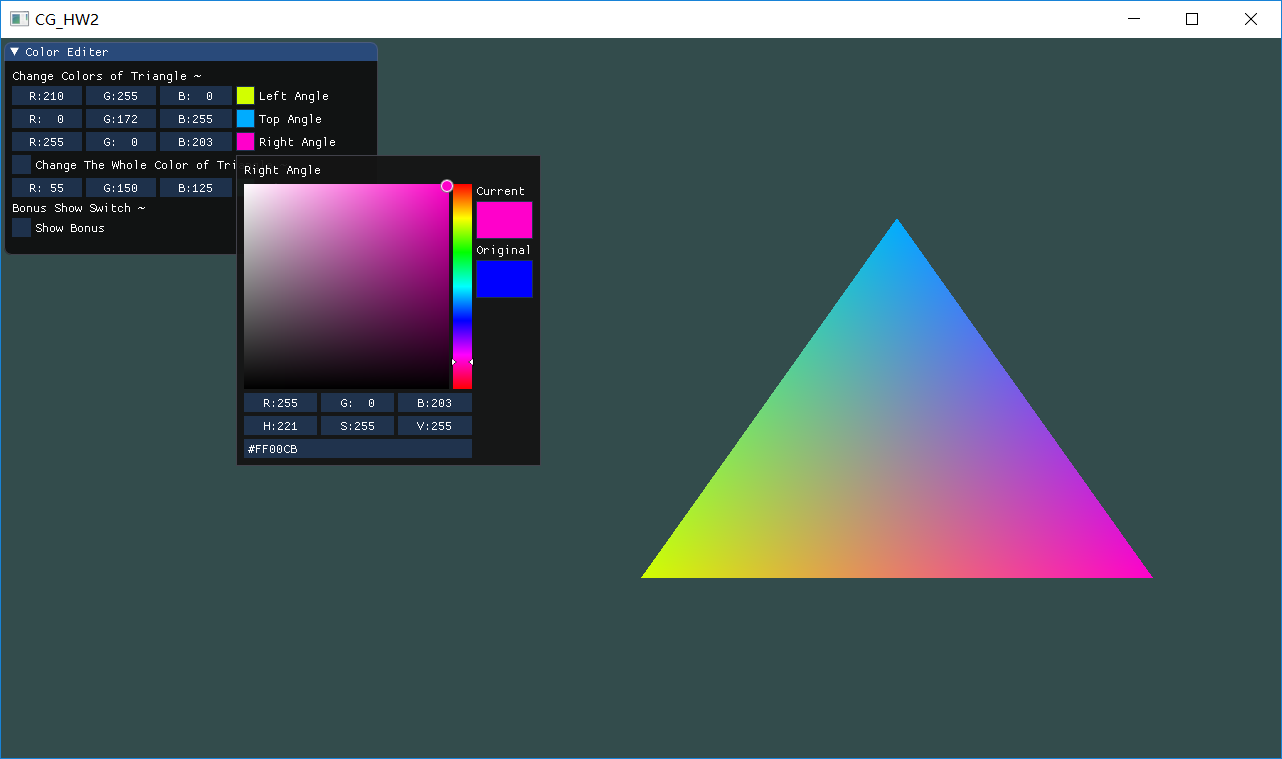 CG_HW2
▼ Color Editer
Change Colors of Triangle ~
R:210 G:255 B: 0 Left Angle
R: 0 G:172 B:255 Top Angle
R:255 G: 0 B:203 Right Angle
Change The Whole Color of
R: 55 G:150 B:125
Bonus Show Switch ~
Show Bonus
Right Angle
Current
Original
R:255 G: 0 B:203
H:221 S:255 V:255
#FF00CB